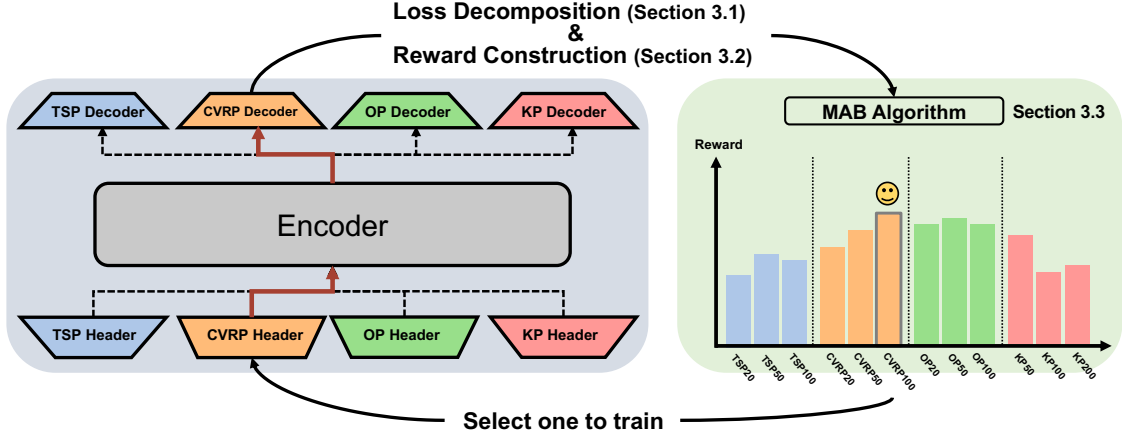 Loss Decomposition (Section 3.1)
&
Reward Construction (Section 3.2)
TSP Decoder
CVRP Decoder
OP Decoder
KP Decoder
Encoder
TSP Header
CVRP Header
OP Header
KP Header
MAB Algorithm
Section 3.3
Reward
TSP20
TSP50
TSP100
CVRP20
CVRP50
CVRP100
OP20
OP50
OP100
KP50
KP100
KP200
Select one to train